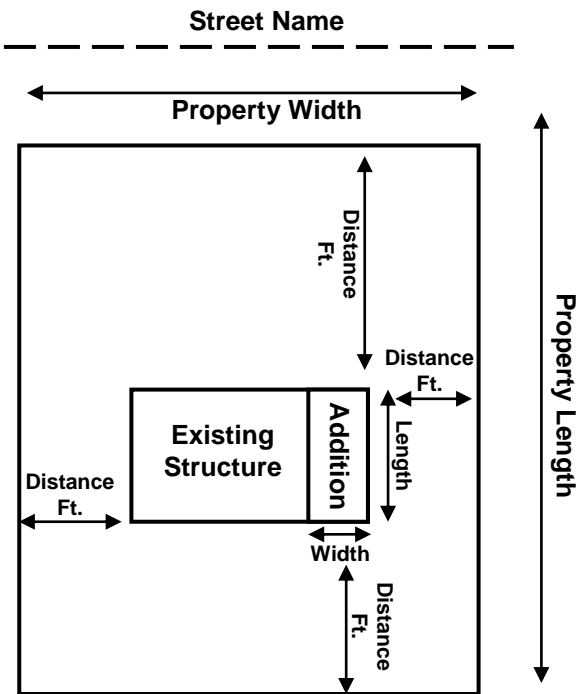 Street Name
Property Width
Distance
Ft.
Property Length
Distance
Ft.
Existing
Structure
Addition
Length
Distance
Ft.
Width
Distance
Ft.